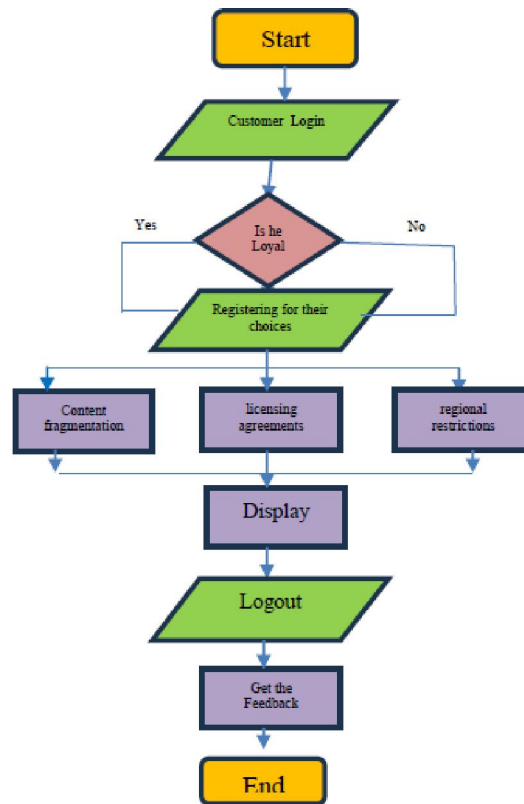 Start
Customer Login
Is he
Loyal
Yes
No
Registering for their
choices
Content
fragmentation
licensing
agreements
regional
restrictions
Display
Logout
Get the
Feedback
End